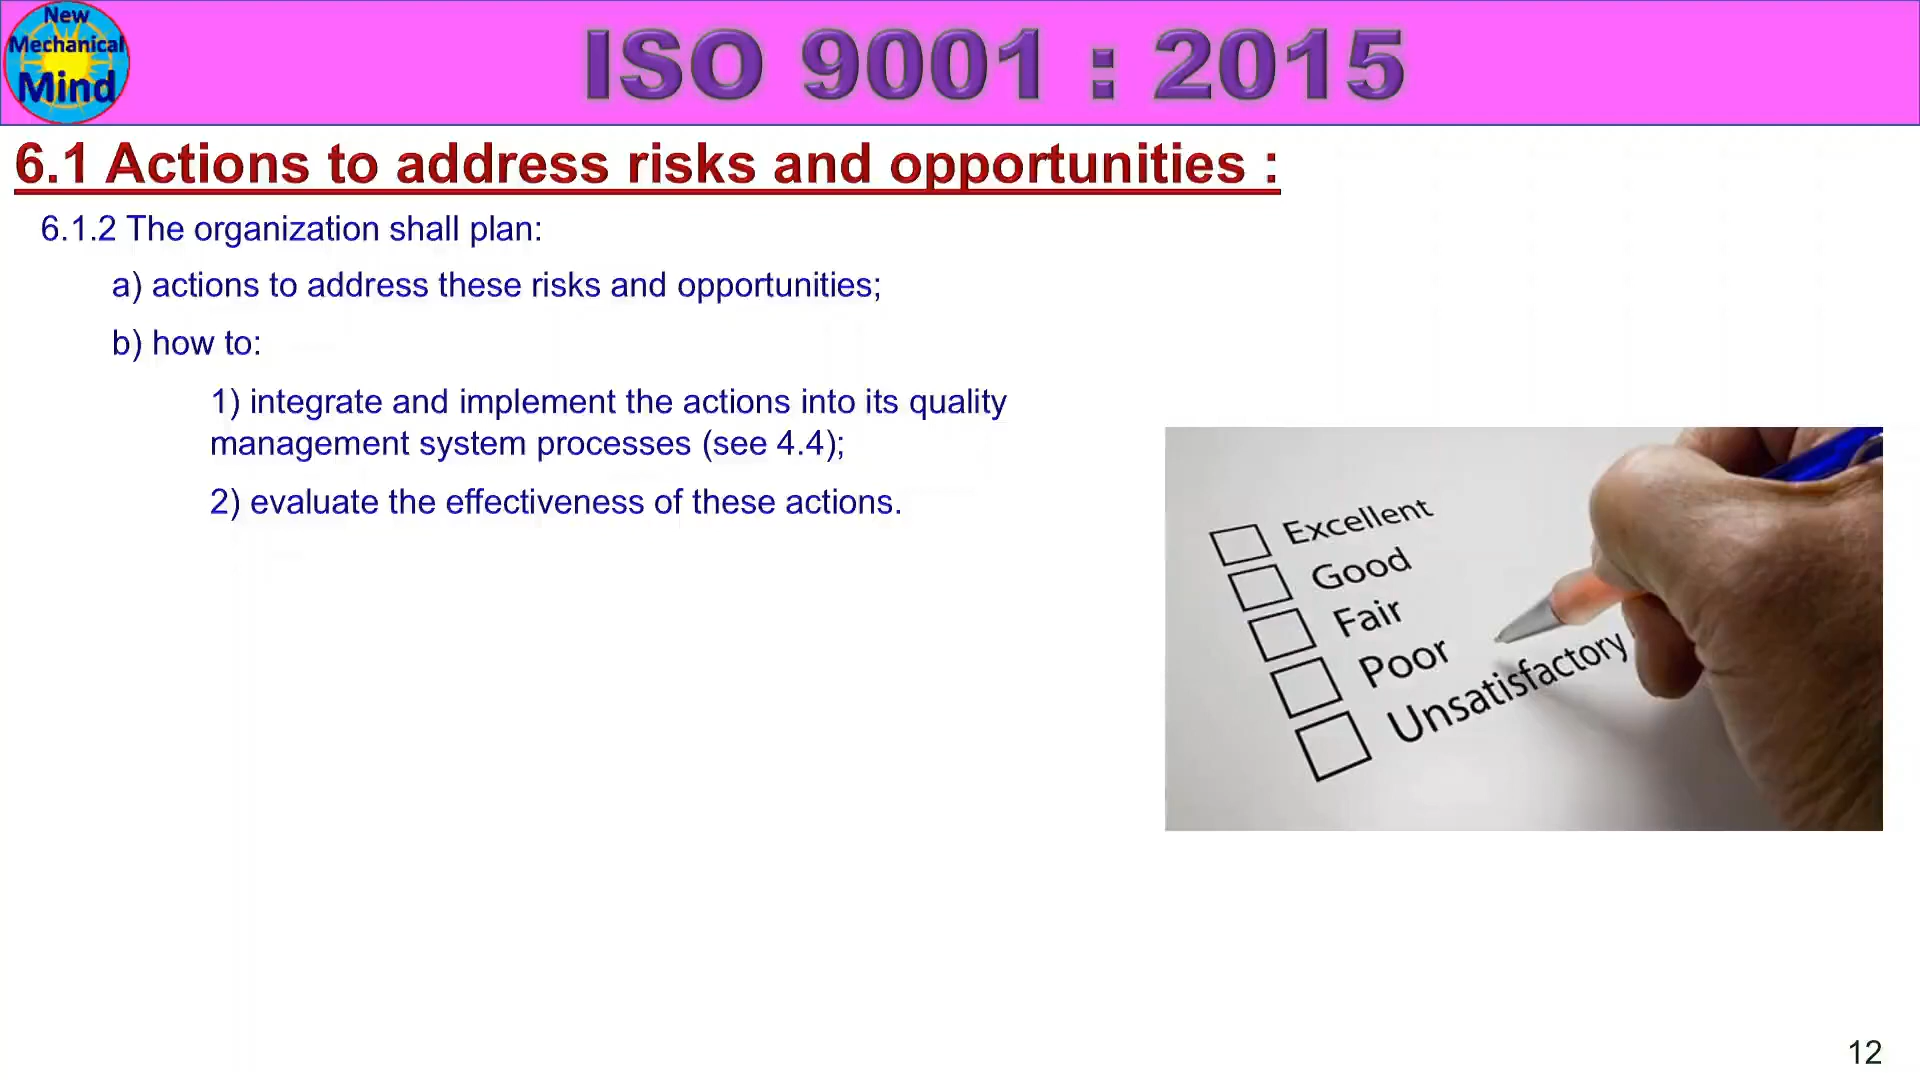 New
Mechanical
Mind
ISO 9001 : 2015
6.1 Actions to address risks and opportunities :
6.1.2 The organization shall plan:
a) actions to address these risks and opportunities;
b) how to:
1) integrate and implement the actions into its quality
management system processes (see 4.4);
2) evaluate the effectiveness of these actions.
Excellent
Good
Fair
Poor
Unsatisfactory
12